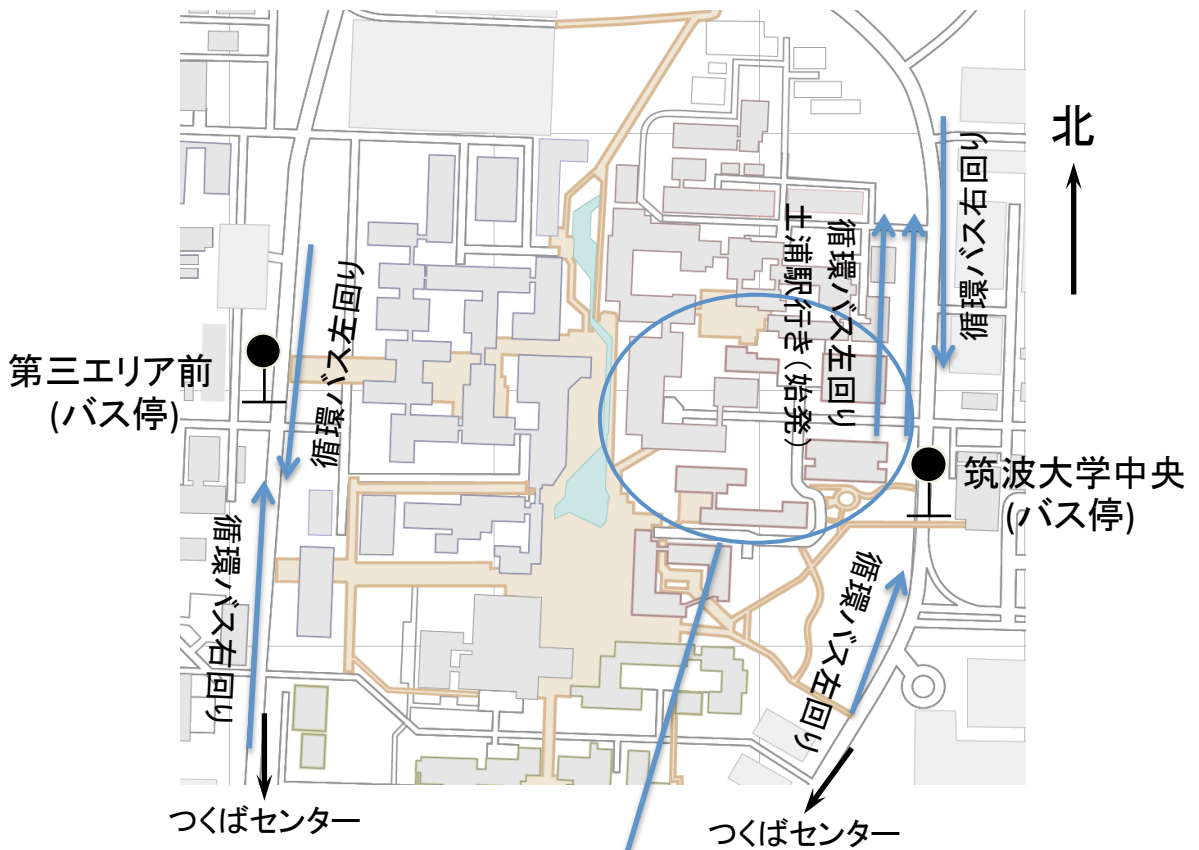 北
循環バス右回り
循環バス左回り
土浦駅行き(始発)
循環バス左回り
第三エリア前
(バス停)
筑波大学中央
(バス停)
循環バス右回り
循環バス左回り
つくばセンター
つくばセンター